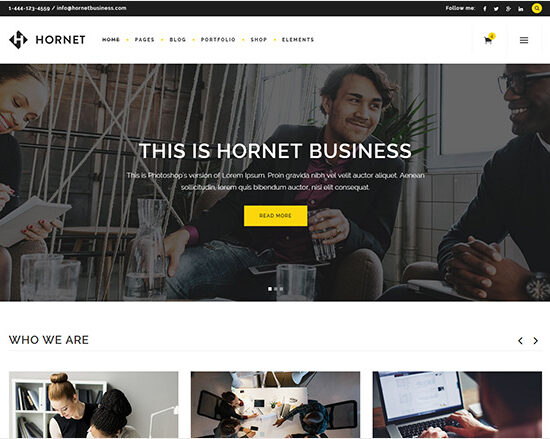 1-444-123-4559 / info@hornetbusiness.com Follow me:
HORNET HOME PAGES BLOG PORTFOLIO SHOP ELEMENTS
THIS IS HORNET BUSINESS
This is Photoshop's version of Lorem Ipsum. Proin gravida nibh vel velit auctor aliquet. Aenean
sollicitudin, lorem quis bibendum auctor, nisi elit consequat.
READ MORE
WHO WE ARE